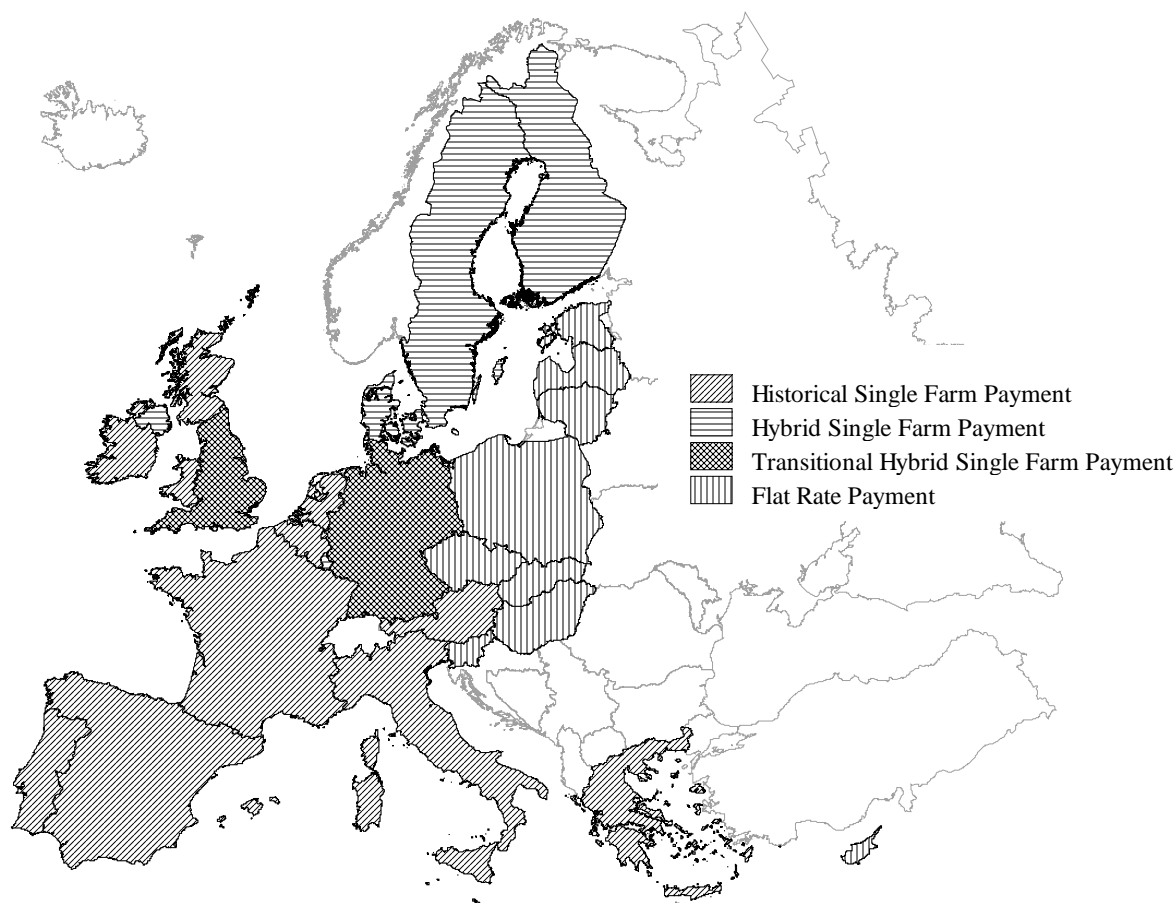 Historical Single Farm Payment
Hybrid Single Farm Payment
Transitional Hybrid Single Farm Payment
Flat Rate Payment